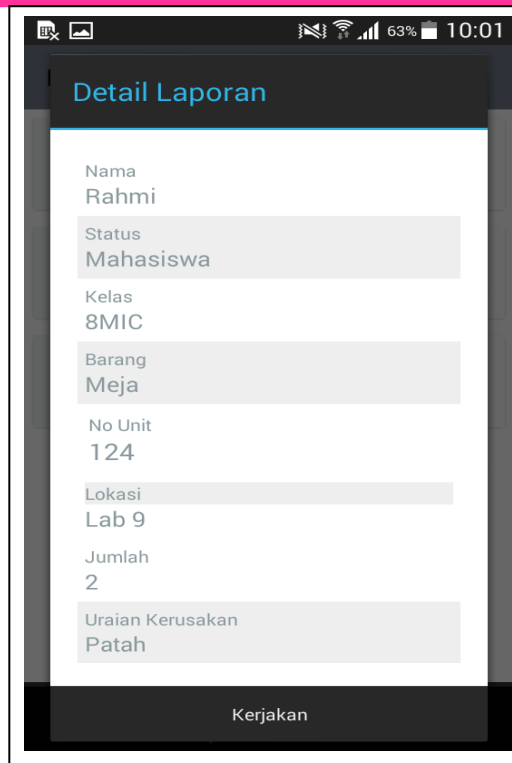 63% 10:01
Detail Laporan
Nama
Rahmi
Status
Mahasiswa
Kelas
8MIC
Barang
Meja
No Unit
124
Lokasi
Lab 9
Jumlah
2
Uraian Kerusakan
Patah
Kerjakan